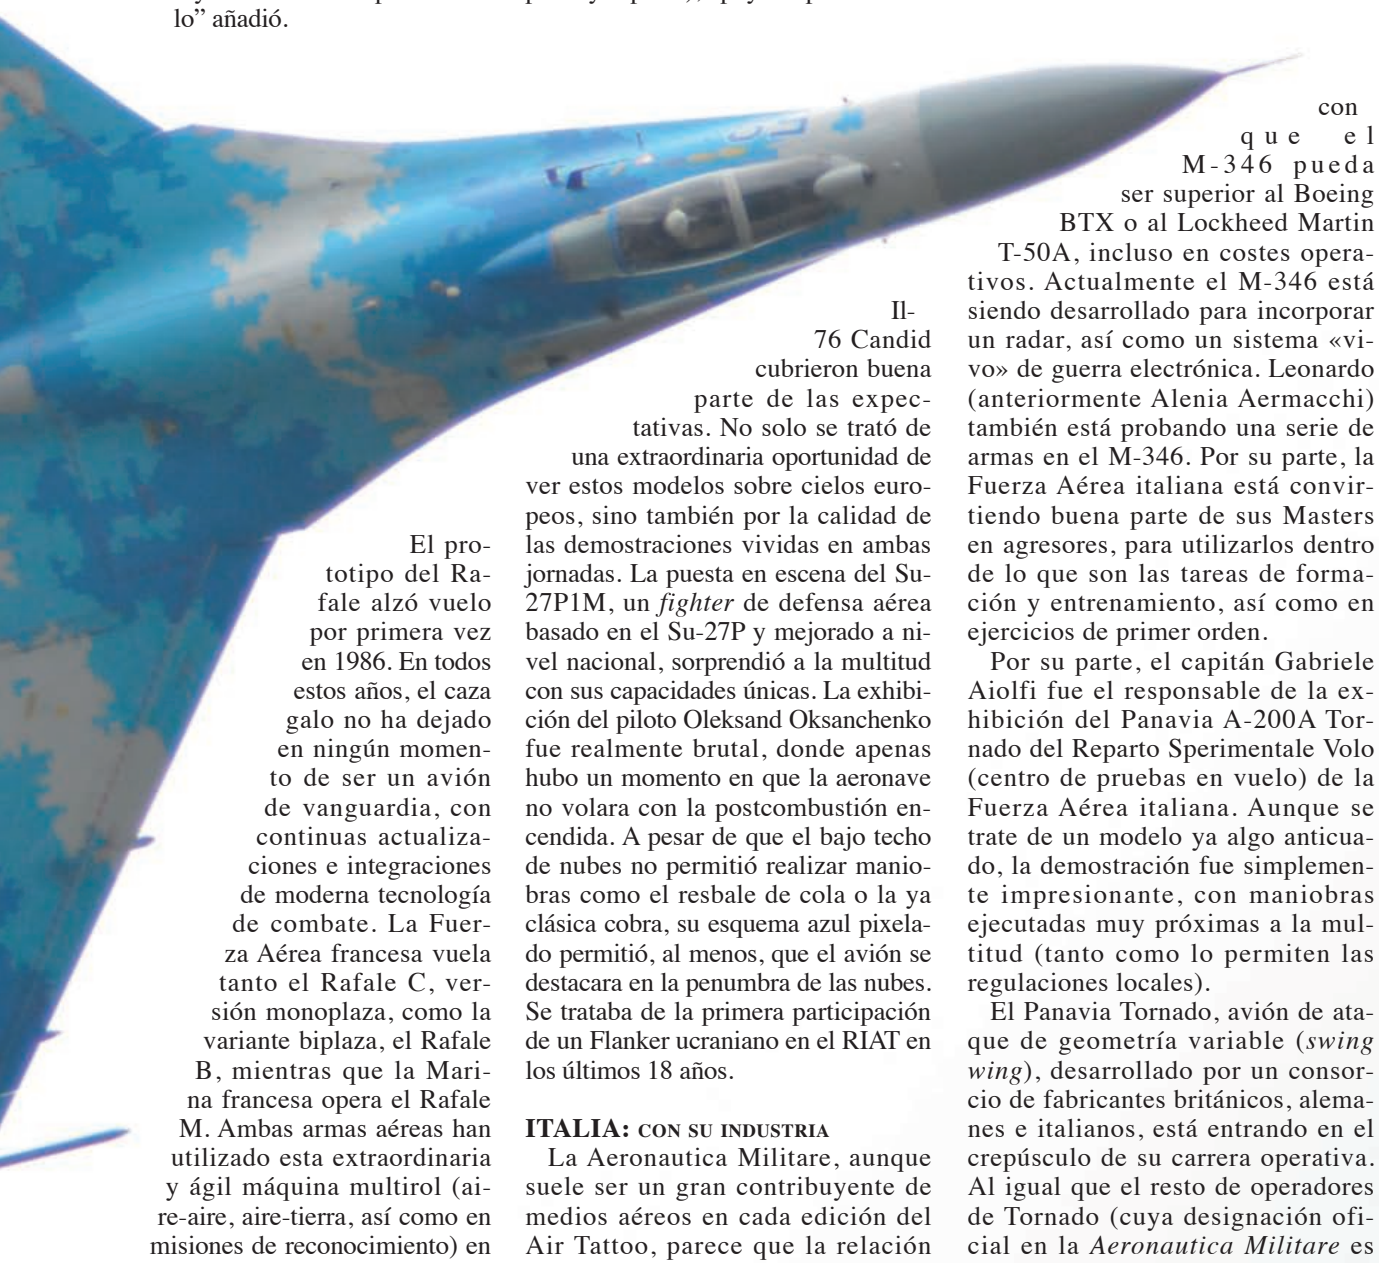 lo” añadió.
El pro-
totipo del Ra-
fale alzó vuelo
por primera vez
en 1986. En todos
estos años, el caza
galo no ha dejado
en ningún momen-
to de ser un avión
de vanguardia, con
continuas actualiza-
ciones e integraciones
de moderna tecnología
de combate. La Fuer-
za Aérea francesa vuela
tanto el Rafale C, ver-
sión monoplaza, como la
variante biplaza, el Rafale
B, mientras que la Mari-
na francesa opera el Rafale
M. Ambas armas aéreas han
utilizado esta extraordinaria
y ágil máquina multirol (ai-
re-aire, aire-tierra, así como en
misiones de reconocimiento) en
Il-
76 Candid
cubrieron buena
parte de las expec-
tativas. No solo se trató de
una extraordinaria oportunidad de
ver estos modelos sobre cielos euro-
peos, sino también por la calidad de
las demostraciones vividas en ambas
jornadas. La puesta en escena del Su-
27P1M, un fighter de defensa aérea
basado en el Su-27P y mejorado a ni-
vel nacional, sorprendió a la multitud
con sus capacidades únicas. La exhibi-
ción del piloto Oleksand Oksanchenko
fue realmente brutal, donde apenas
hubo un momento en que la aeronave
no volara con la postcombustión en-
cendida. A pesar de que el bajo techo
de nubes no permitió realizar manio-
bras como el resbale de cola o la ya
clásica cobra, su esquema azul pixela-
do permitió, al menos, que el avión se
destacara en la penumbra de las nubes.
Se trataba de la primera participación
de un Flanker ucraniano en el RIAT en
los últimos 18 años.
ITALIA: CON SU INDUSTRIA
La Aeronautica Militare, aunque
suele ser un gran contribuyente de
medios aéreos en cada edición del
Air Tattoo, parece que la relación
con
que el
M-346 pueda
ser superior al Boeing
BTX o al Lockheed Martin
T-50A, incluso en costes opera-
tivos. Actualmente el M-346 está
siendo desarrollado para incorporar
un radar, así como un sistema «vi-
vo» de guerra electrónica. Leonardo
(anteriormente Alenia Aermacchi)
también está probando una serie de
armas en el M-346. Por su parte, la
Fuerza Aérea italiana está convir-
tiendo buena parte de sus Masters
en agresores, para utilizarlos dentro
de lo que son las tareas de forma-
ción y entrenamiento, así como en
ejercicios de primer orden.
Por su parte, el capitán Gabriele
Aiolfi fue el responsable de la ex-
hibición del Panavia A-200A Tor-
nado del Reparto Sperimentale Volo
(centro de pruebas en vuelo) de la
Fuerza Aérea italiana. Aunque se
trate de un modelo ya algo anticua-
do, la demostración fue simplemen-
te impresionante, con maniobras
ejecutadas muy próximas a la mul-
titud (tanto como lo permiten las
regulaciones locales).
El Panavia Tornado, avión de ata-
que de geometría variable (swing
wing), desarrollado por un consor-
cio de fabricantes británicos, alema-
nes e italianos, está entrando en el
crepúsculo de su carrera operativa.
Al igual que el resto de operadores
de Tornado (cuya designación ofi-
cial en la Aeronautica Militare es